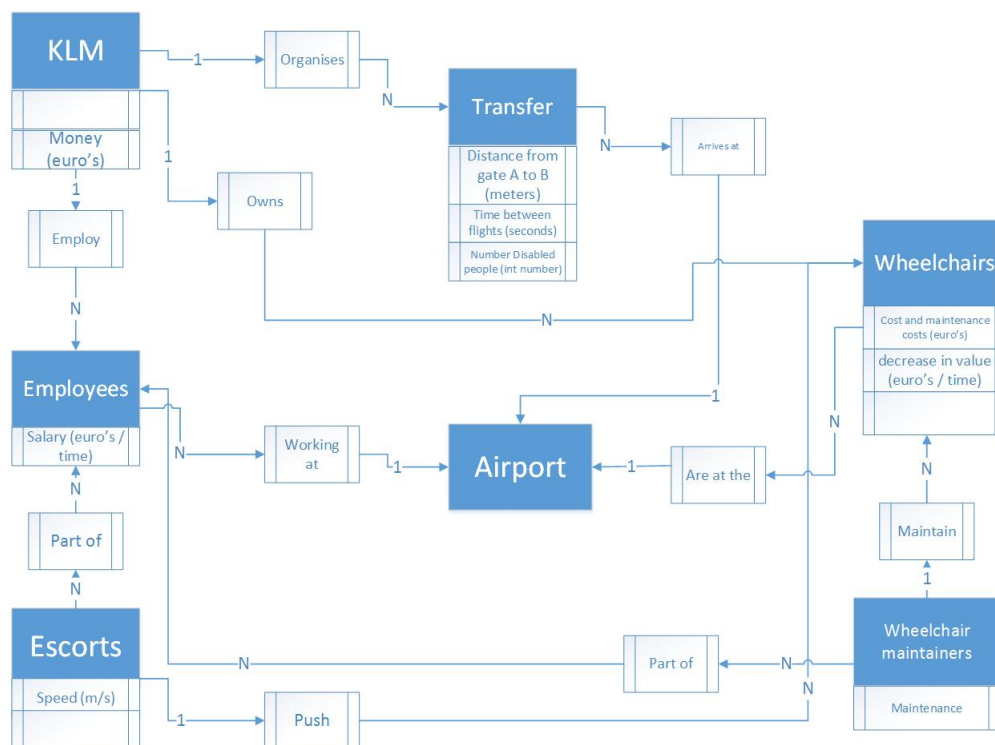 KLM
Money
(euro's)
1
Organises
N
Transfer
Distance from
gate A to B
(meters)
Time between
flights (seconds)
Number Disabled
people (int number)
N
Arrives at
1
1
Owns
N
1
Employ
N
Wheelchairs
Cost and maintenance
costs (euro's)
decrease in value
(euro's / time)
Employees
Salary (euro's /
time)
N
Working
at
1
Airport
1
Are at the
N
N
Maintain
1
N
Part of
N
Escorts
Speed (m/s)
1
Push
N
N
Part of
N
Wheelchair
maintainers
Maintenance